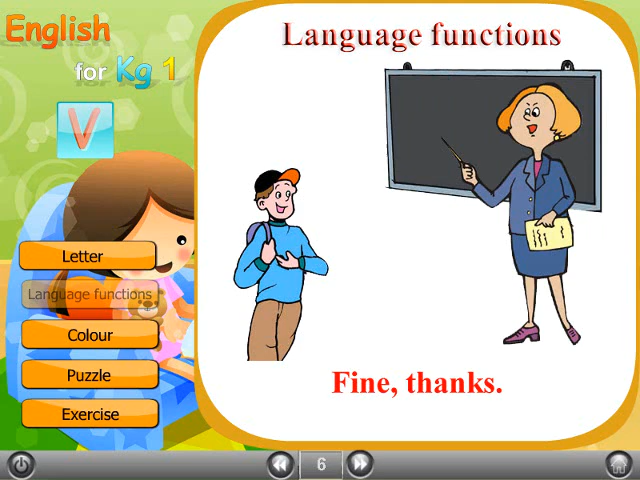 English
for Kg 1
V
Letter
Language functions
Colour
Puzzle
Exercise
Language functions
Fine, thanks.
6